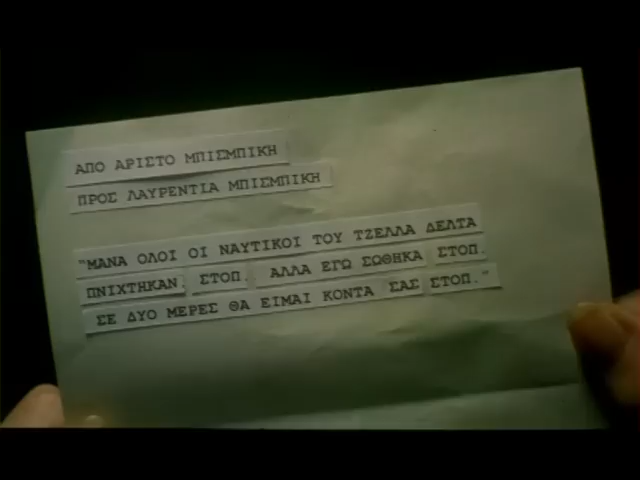 ΑΠΟ ΑΡΙΣΤΟ ΜΠΙΣΜΠΙΚΗ
ΠΡΟΣ ΛΑΥΡΕΝΤΙΑ ΜΠΙΣΜΠΙΚΗ
"ΜΑΝΑ ΟΛΟΙ ΟΙ ΝΑΥΤΙΚΟΙ ΤΟΥ ΤΖΕΛΛΑ ΔΕΛΤΑ
ΠΝΙΧΤΗΚΑΝ. ΣΤΟΠ. ΑΛΛΑ ΕΓΩ ΣΩΘΗΚΑ ΣΤΟΠ.
ΣΕ ΔΥΟ ΜΕΡΕΣ ΘΑ ΕΙΜΑΙ ΚΟΝΤΑ ΣΑΣ ΣΤΟΠ."